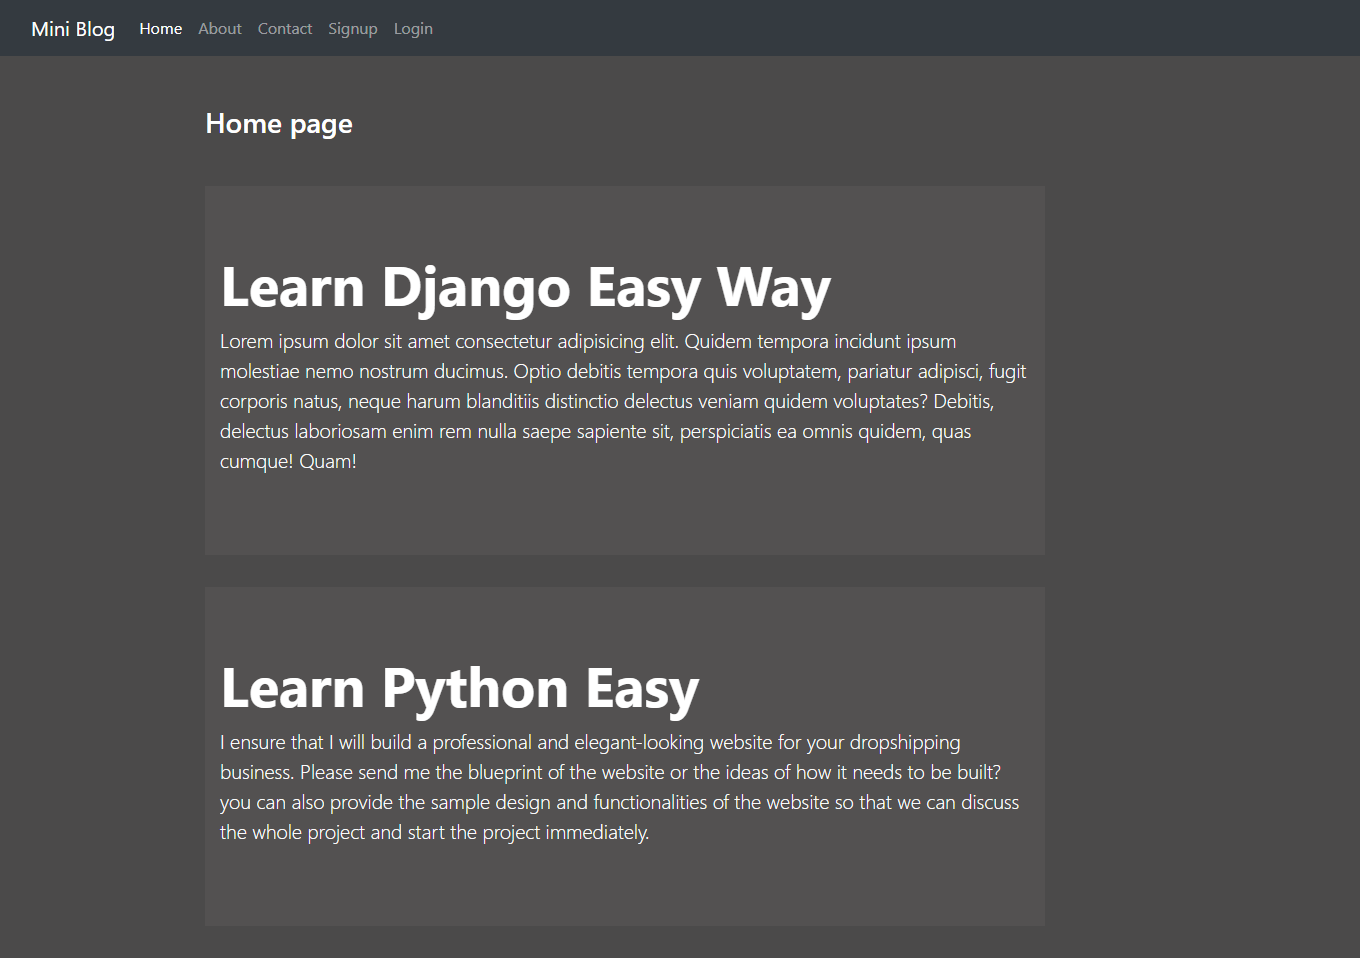 Mini Blog Home About Contact Signup Login
Home page
Learn Django Easy Way
Lorem ipsum dolor sit amet consectetur adipisicing elit. Quidem tempora incidunt ipsum
molestiae nemo nostrum ducimus. Optio debitis tempora quis voluptatem, pariatur adipisci, fugit
corporis natus, neque harum blanditiis distinctio delectus veniam quidem voluptates? Debitis,
delectus laboriosam enim rem nulla saepe sapiente sit, perspiciatis ea omnis quidem, quas
cumque! Quam!
Learn Python Easy
I ensure that I will build a professional and elegant-looking website for your dropshipping
business. Please send me the blueprint of the website or the ideas of how it needs to be built?
you can also provide the sample design and functionalities of the website so that we can discuss
the whole project and start the project immediately.